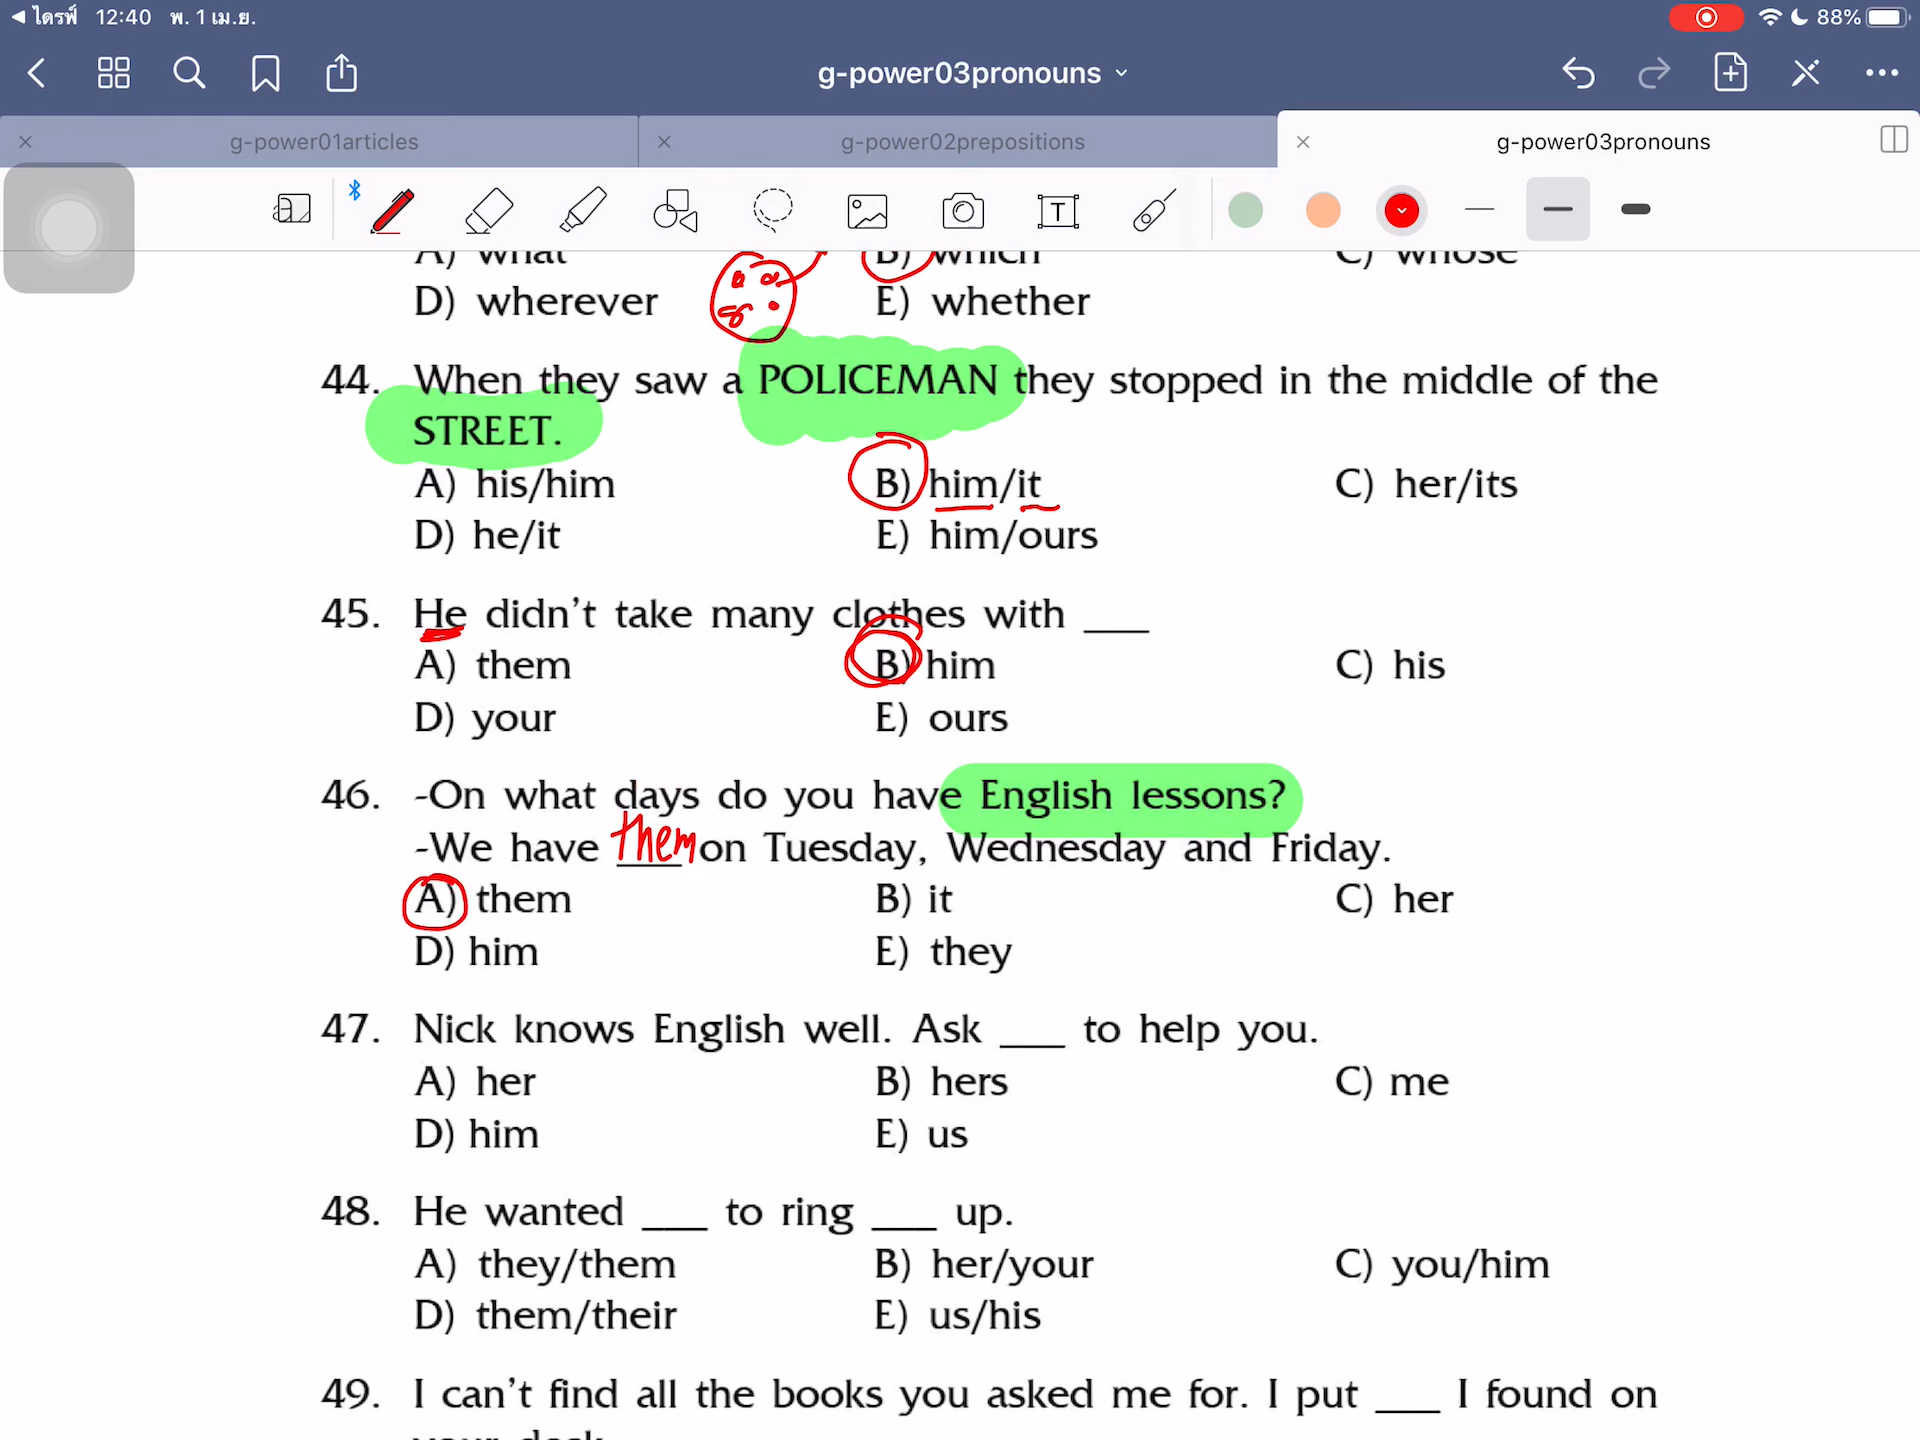 ไดรฟ์ 12:40 พ. 1 เม.ย. 88%
g-power03pronouns
g-power01articles g-power02prepositions g-power03pronouns
A) what B) which C) whose
D) wherever E) whether
44. When they saw a POLICEMAN they stopped in the middle of the
STREET.
A) his/him B) him/it C) her/its
D) he/it E) him/ours
45. He didn't take many clothes with ___
A) them B) him C) his
D) your E) ours
46. -On what days do you have English lessons?
-We have them on Tuesday, Wednesday and Friday.
A) them B) it C) her
D) him E) they
47. Nick knows English well. Ask ___ to help you.
A) her B) hers C) me
D) him E) us
48. He wanted ___ to ring ___ up.
A) they/them B) her/your C) you/him
D) them/their E) us/his
49. I can't find all the books you asked me for. I put ___ I found on
your desk